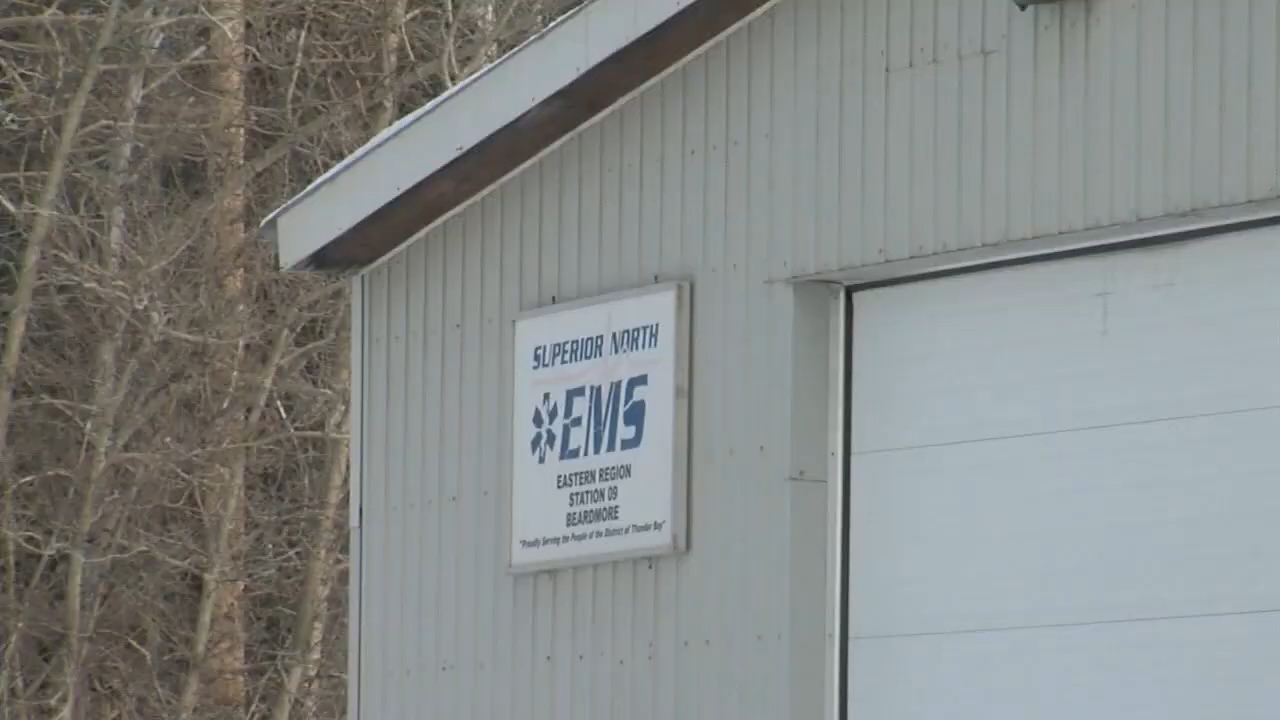 SUPERIOR NORTH
EMS
EASTERN REGION
STATION 09
BEARDMORE
"Proudly Serving the People of the District of Thunder Bay"